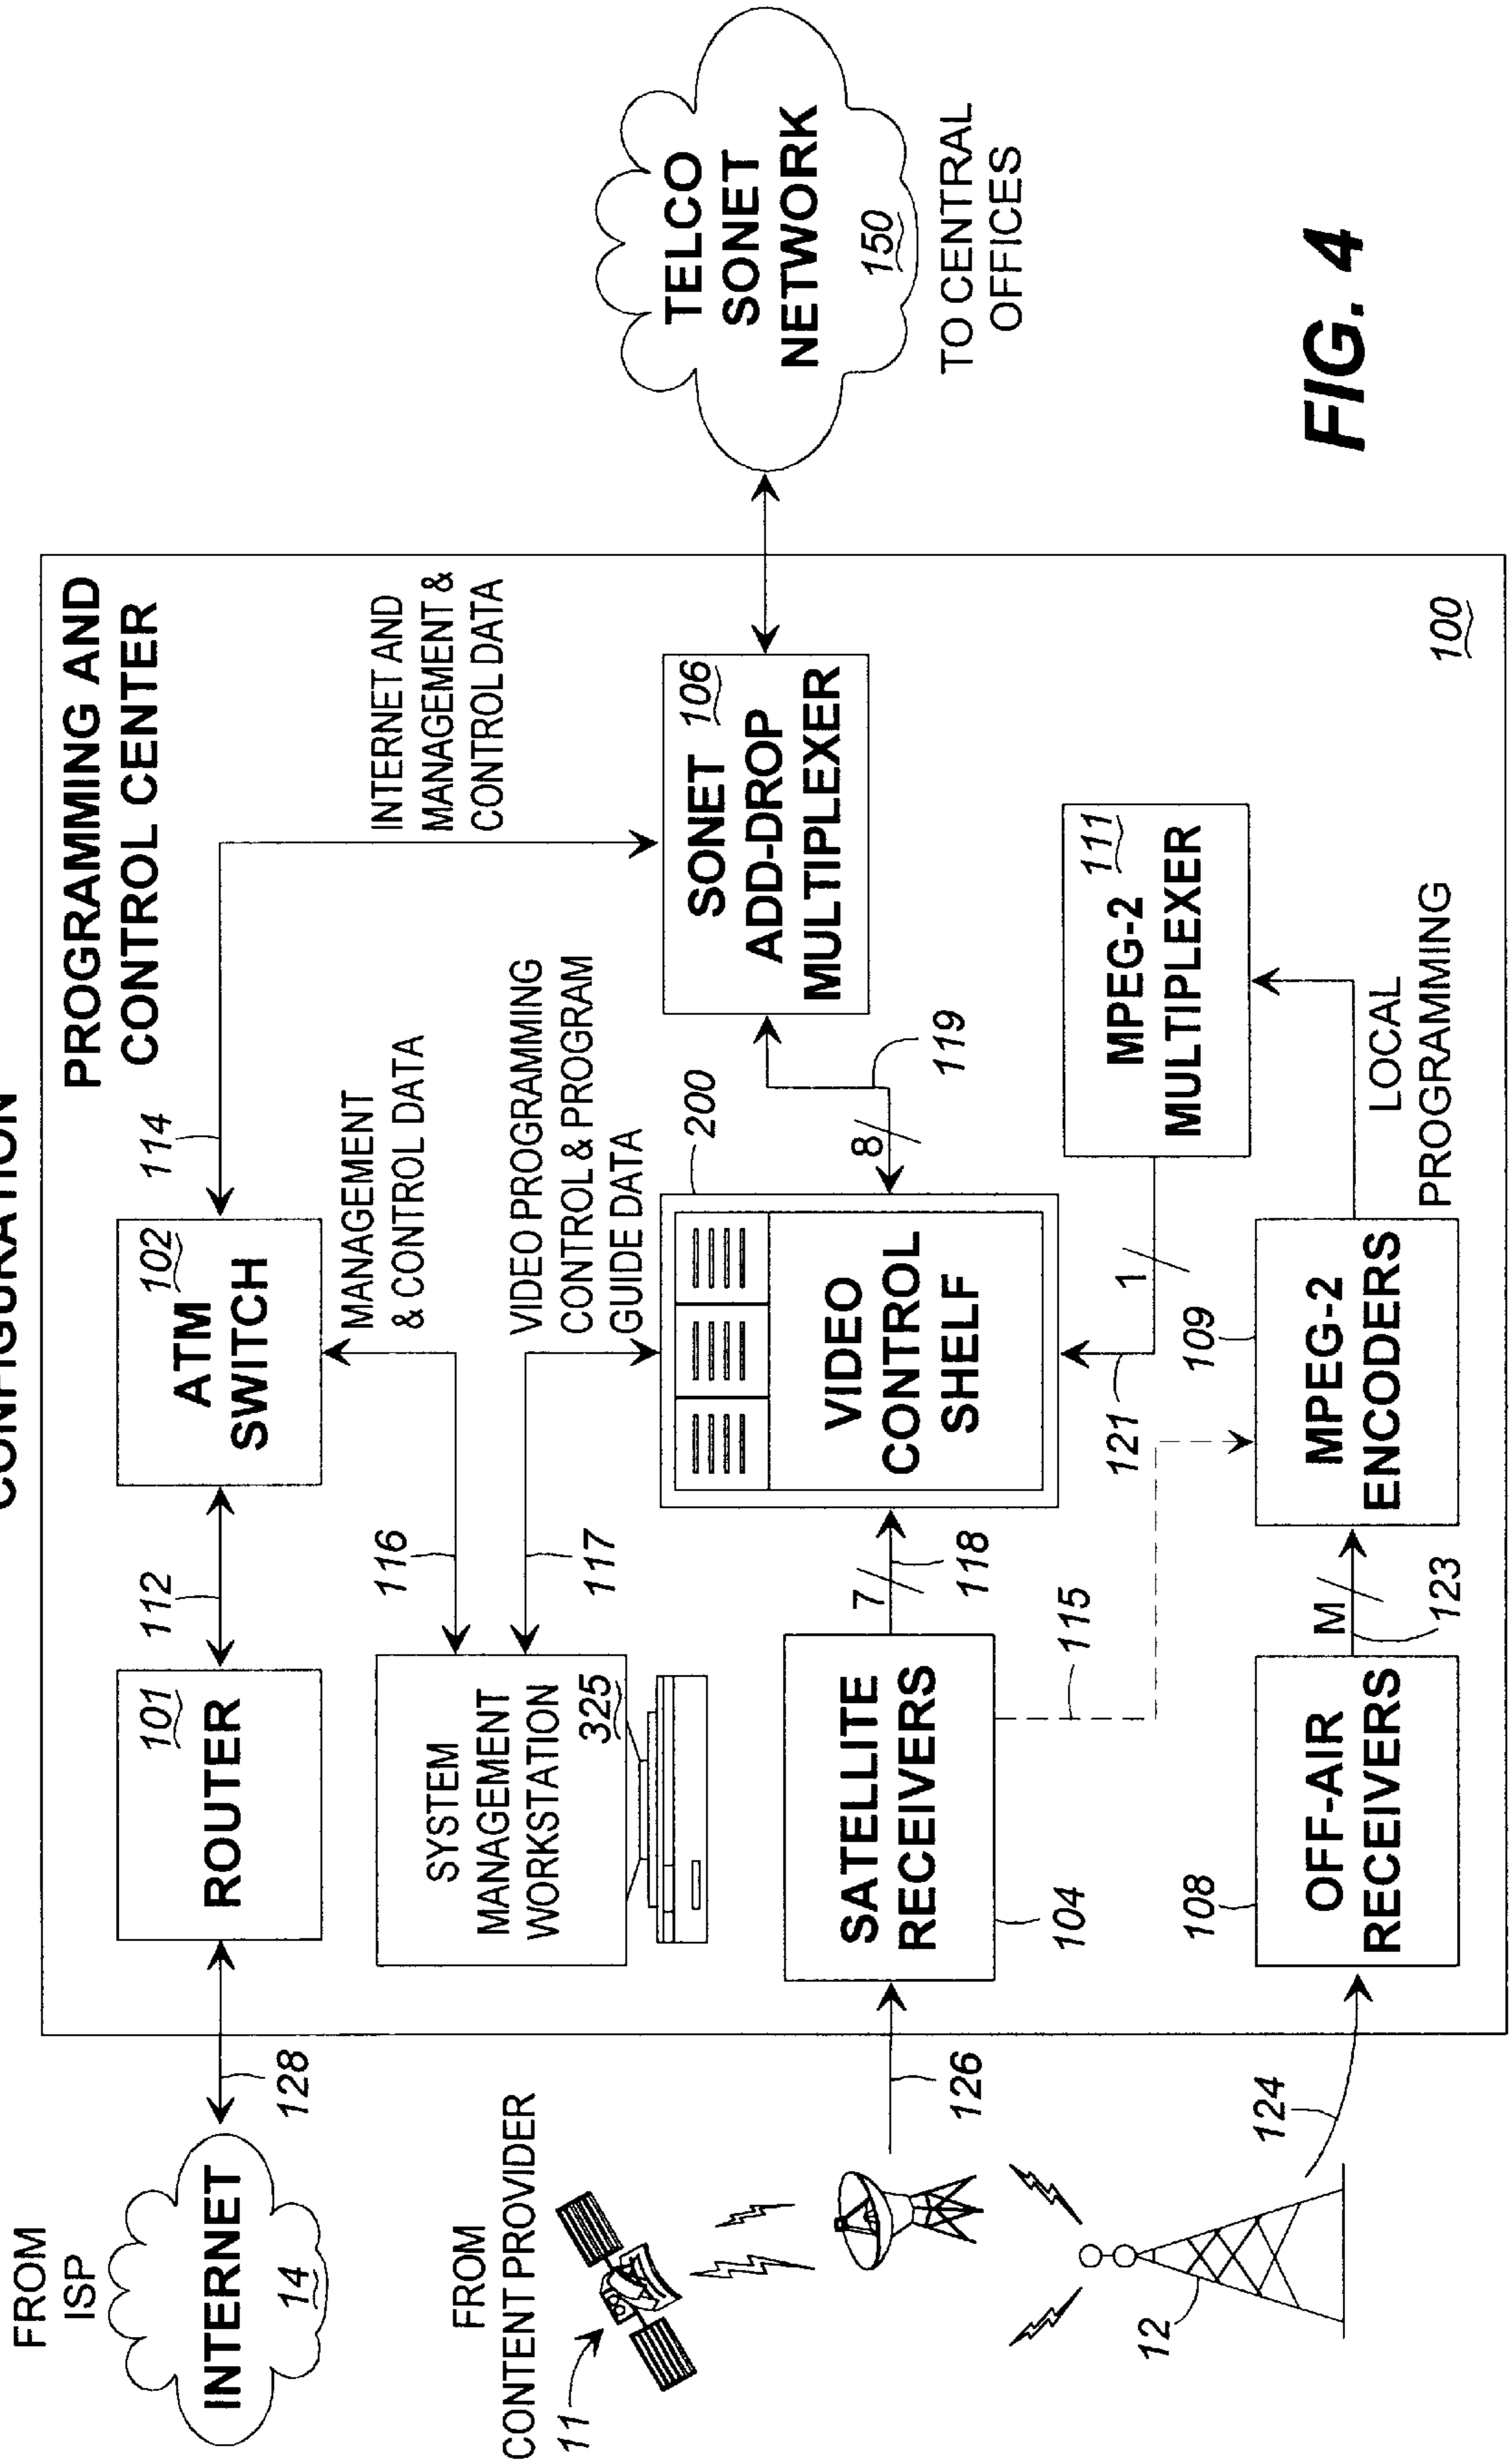 CONFIGURATION
PROGRAMMING AND
CONTROL CENTER
FROM
ISP
INTERNET
14
128
ROUTER
101
112
ATM
SWITCH
102
114
INTERNET AND
MANAGEMENT &
CONTROL DATA
MANAGEMENT
& CONTROL DATA
116
SYSTEM
MANAGEMENT
WORKSTATION
325
117
VIDEO PROGRAMMING
CONTROL & PROGRAM
GUIDE DATA
FROM
CONTENT PROVIDER
11
126
SATELLITE
RECEIVERS
104
7
118
VIDEO
CONTROL
SHELF
200
8
119
SONET
ADD-DROP
MULTIPLEXER
106
TELCO
SONET
NETWORK
150
TO CENTRAL
OFFICES
115
121
1
MPEG-2
MULTIPLEXER
111
12
124
OFF-AIR
RECEIVERS
108
M
123
MPEG-2
ENCODERS
109
LOCAL
PROGRAMMING
100
FIG. 4